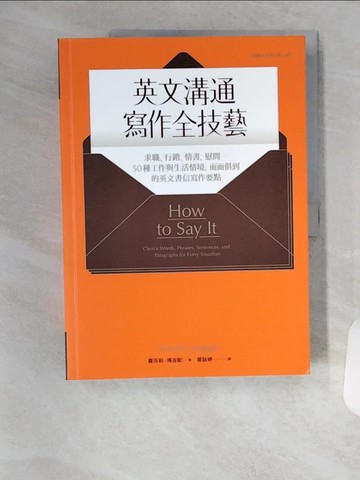 英文溝通
寫作全技藝
求職、行銷、情書、慰問
50種工作與生活情境，面面俱到
的英文書信寫作要點
How
to Say It
Choice Words, Phrases, Sentences, and
Paragraphs for Every Situation